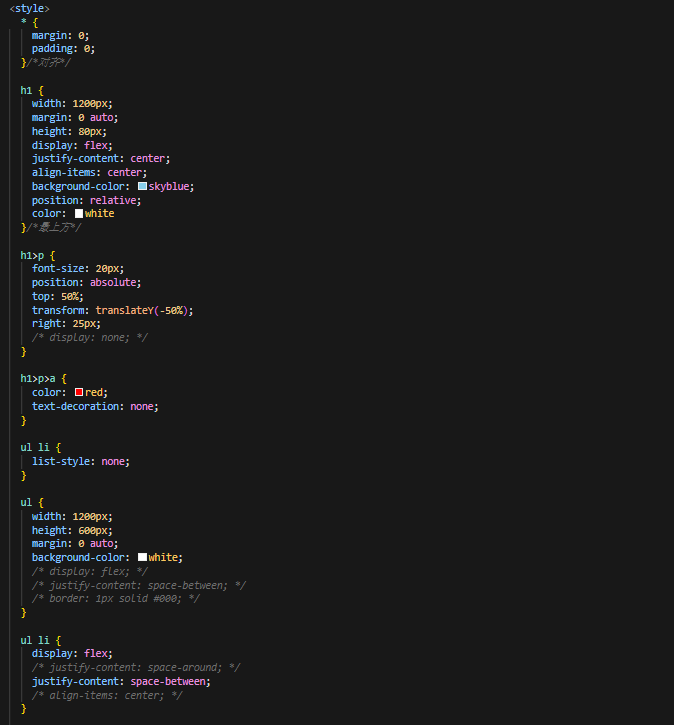 <style>
* {
margin: 0;
padding: 0;
}/*对齐*/
h1 {
width: 1200px;
margin: 0 auto;
height: 80px;
display: flex;
justify-content: center;
align-items: center;
background-color: skyblue;
position: relative;
color: white
}/*最上方*/
h1>p {
font-size: 20px;
position: absolute;
top: 50%;
transform: translateY(-50%);
right: 25px;
/* display: none; */
}
h1>p>a {
color: red;
text-decoration: none;
}
ul li {
list-style: none;
}
ul {
width: 1200px;
height: 600px;
margin: 0 auto;
background-color: white;
/* display: flex; */
/* justify-content: space-between; */
/* border: 1px solid #000; */
}
ul li {
display: flex;
/* justify-content: space-around; */
justify-content: space-between;
/* align-items: center; */
}